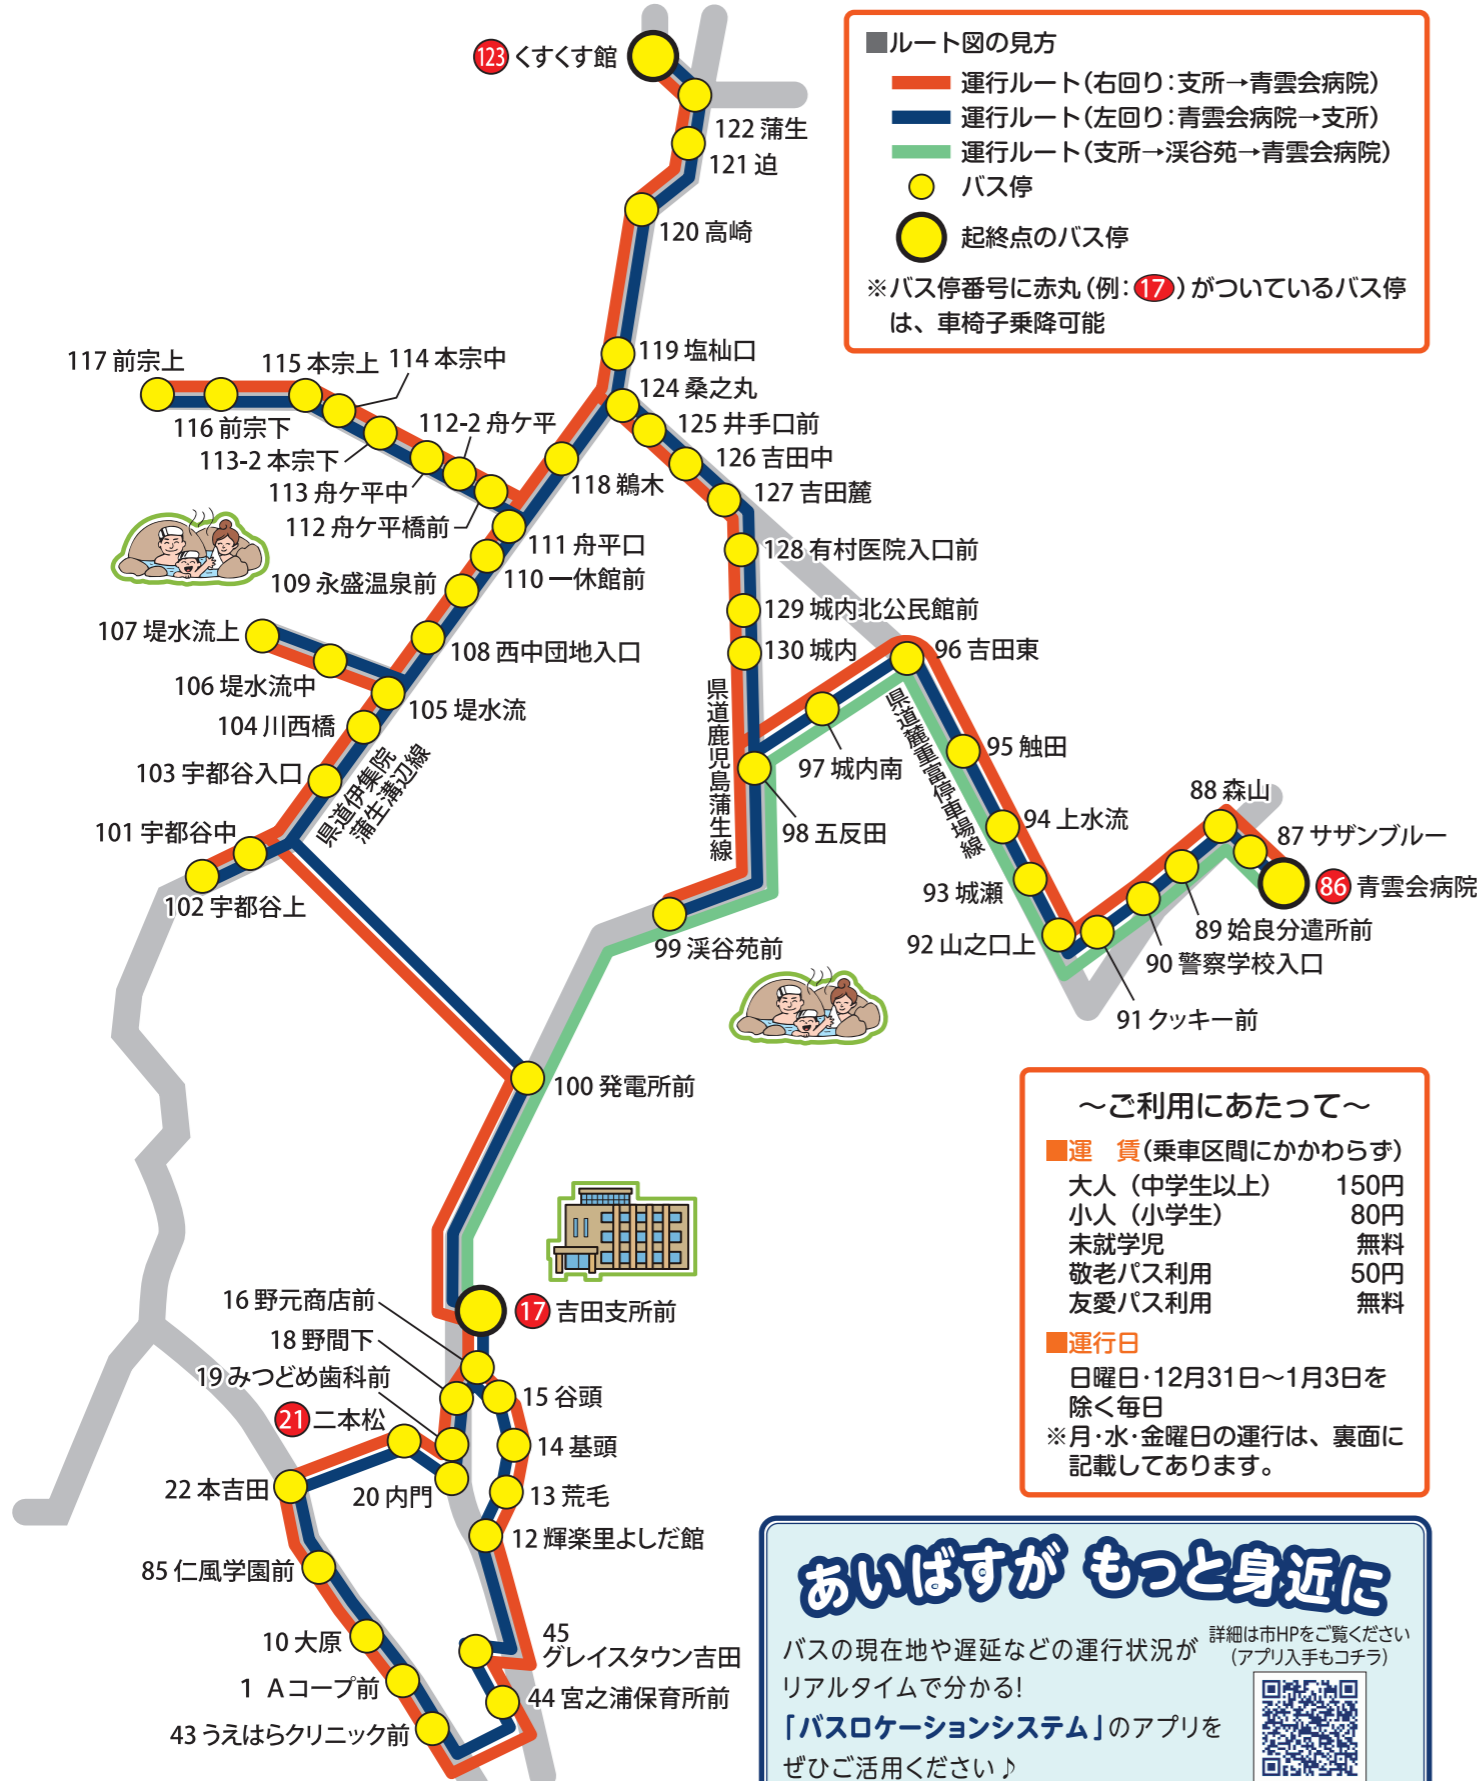 ■ルート図の見方
運行ルート(右回り:支所→青雲会病院)
運行ルート(左回り:青雲会病院→支所)
運行ルート(支所→渓谷苑→青雲会病院)
バス停
起終点のバス停
※バス停番号に赤丸(例:17)がついているバス停
は、車椅子乗降可能
123 くすくす館
122 蒲生
121 迫
120 高崎
119 塩杣口
124 桑之丸
125 井手口前
126 吉田中
127 吉田麓
128 有村医院入口前
129 城内北公民館前
130 城内
117 前宗上
116 前宗下
115 本宗上
114 本宗中
113-2 本宗下
113 舟ケ平中
112-2 舟ケ平
112 舟ケ平橋前
118 鵜木
111 舟平口
110 一休館前
109 永盛温泉前
108 西中団地入口
107 堤水流上
106 堤水流中
105 堤水流
104 川西橋
103 宇都谷入口
101 宇都谷中
102 宇都谷上
県道伊集院
蒲生溝辺線
県道鹿児島蒲生線
県道麓重富停車場線
96 吉田東
97 城内南
98 五反田
95 触田
94 上水流
93 城瀬
92 山之口上
88 森山
87 サザンブルー
86 青雲会病院
89 姶良分遣所前
90 警察学校入口
91 クッキー前
99 渓谷苑前
100 発電所前
17 吉田支所前
16 野元商店前
18 野間下
19 みつどめ歯科前
21 二本松
22 本吉田
20 内門
15 谷頭
14 基頭
13 荒毛
12 輝楽里よしだ館
85 仁風学園前
10 大原
1 Aコープ前
43 うえはらクリニック前
45
グレイスタウン吉田
44 宮之浦保育所前
〜ご利用にあたって〜
■運 賃(乗車区間にかかわらず)
大人(中学生以上) 150円
小人(小学生) 80円
未就学児 無料
敬老パス利用 50円
友愛パス利用 無料
■運行日
日曜日・12月31日〜1月3日を
除く毎日
※月・水・金曜日の運行は、裏面に
記載してあります。
あいばすが もっと身近に
バスの現在地や遅延などの運行状況が
リアルタイムで分かる!
「バスロケーションシステム」のアプリを
ぜひご活用ください♪
詳細は市HPをご覧ください
(アプリ入手もコチラ)